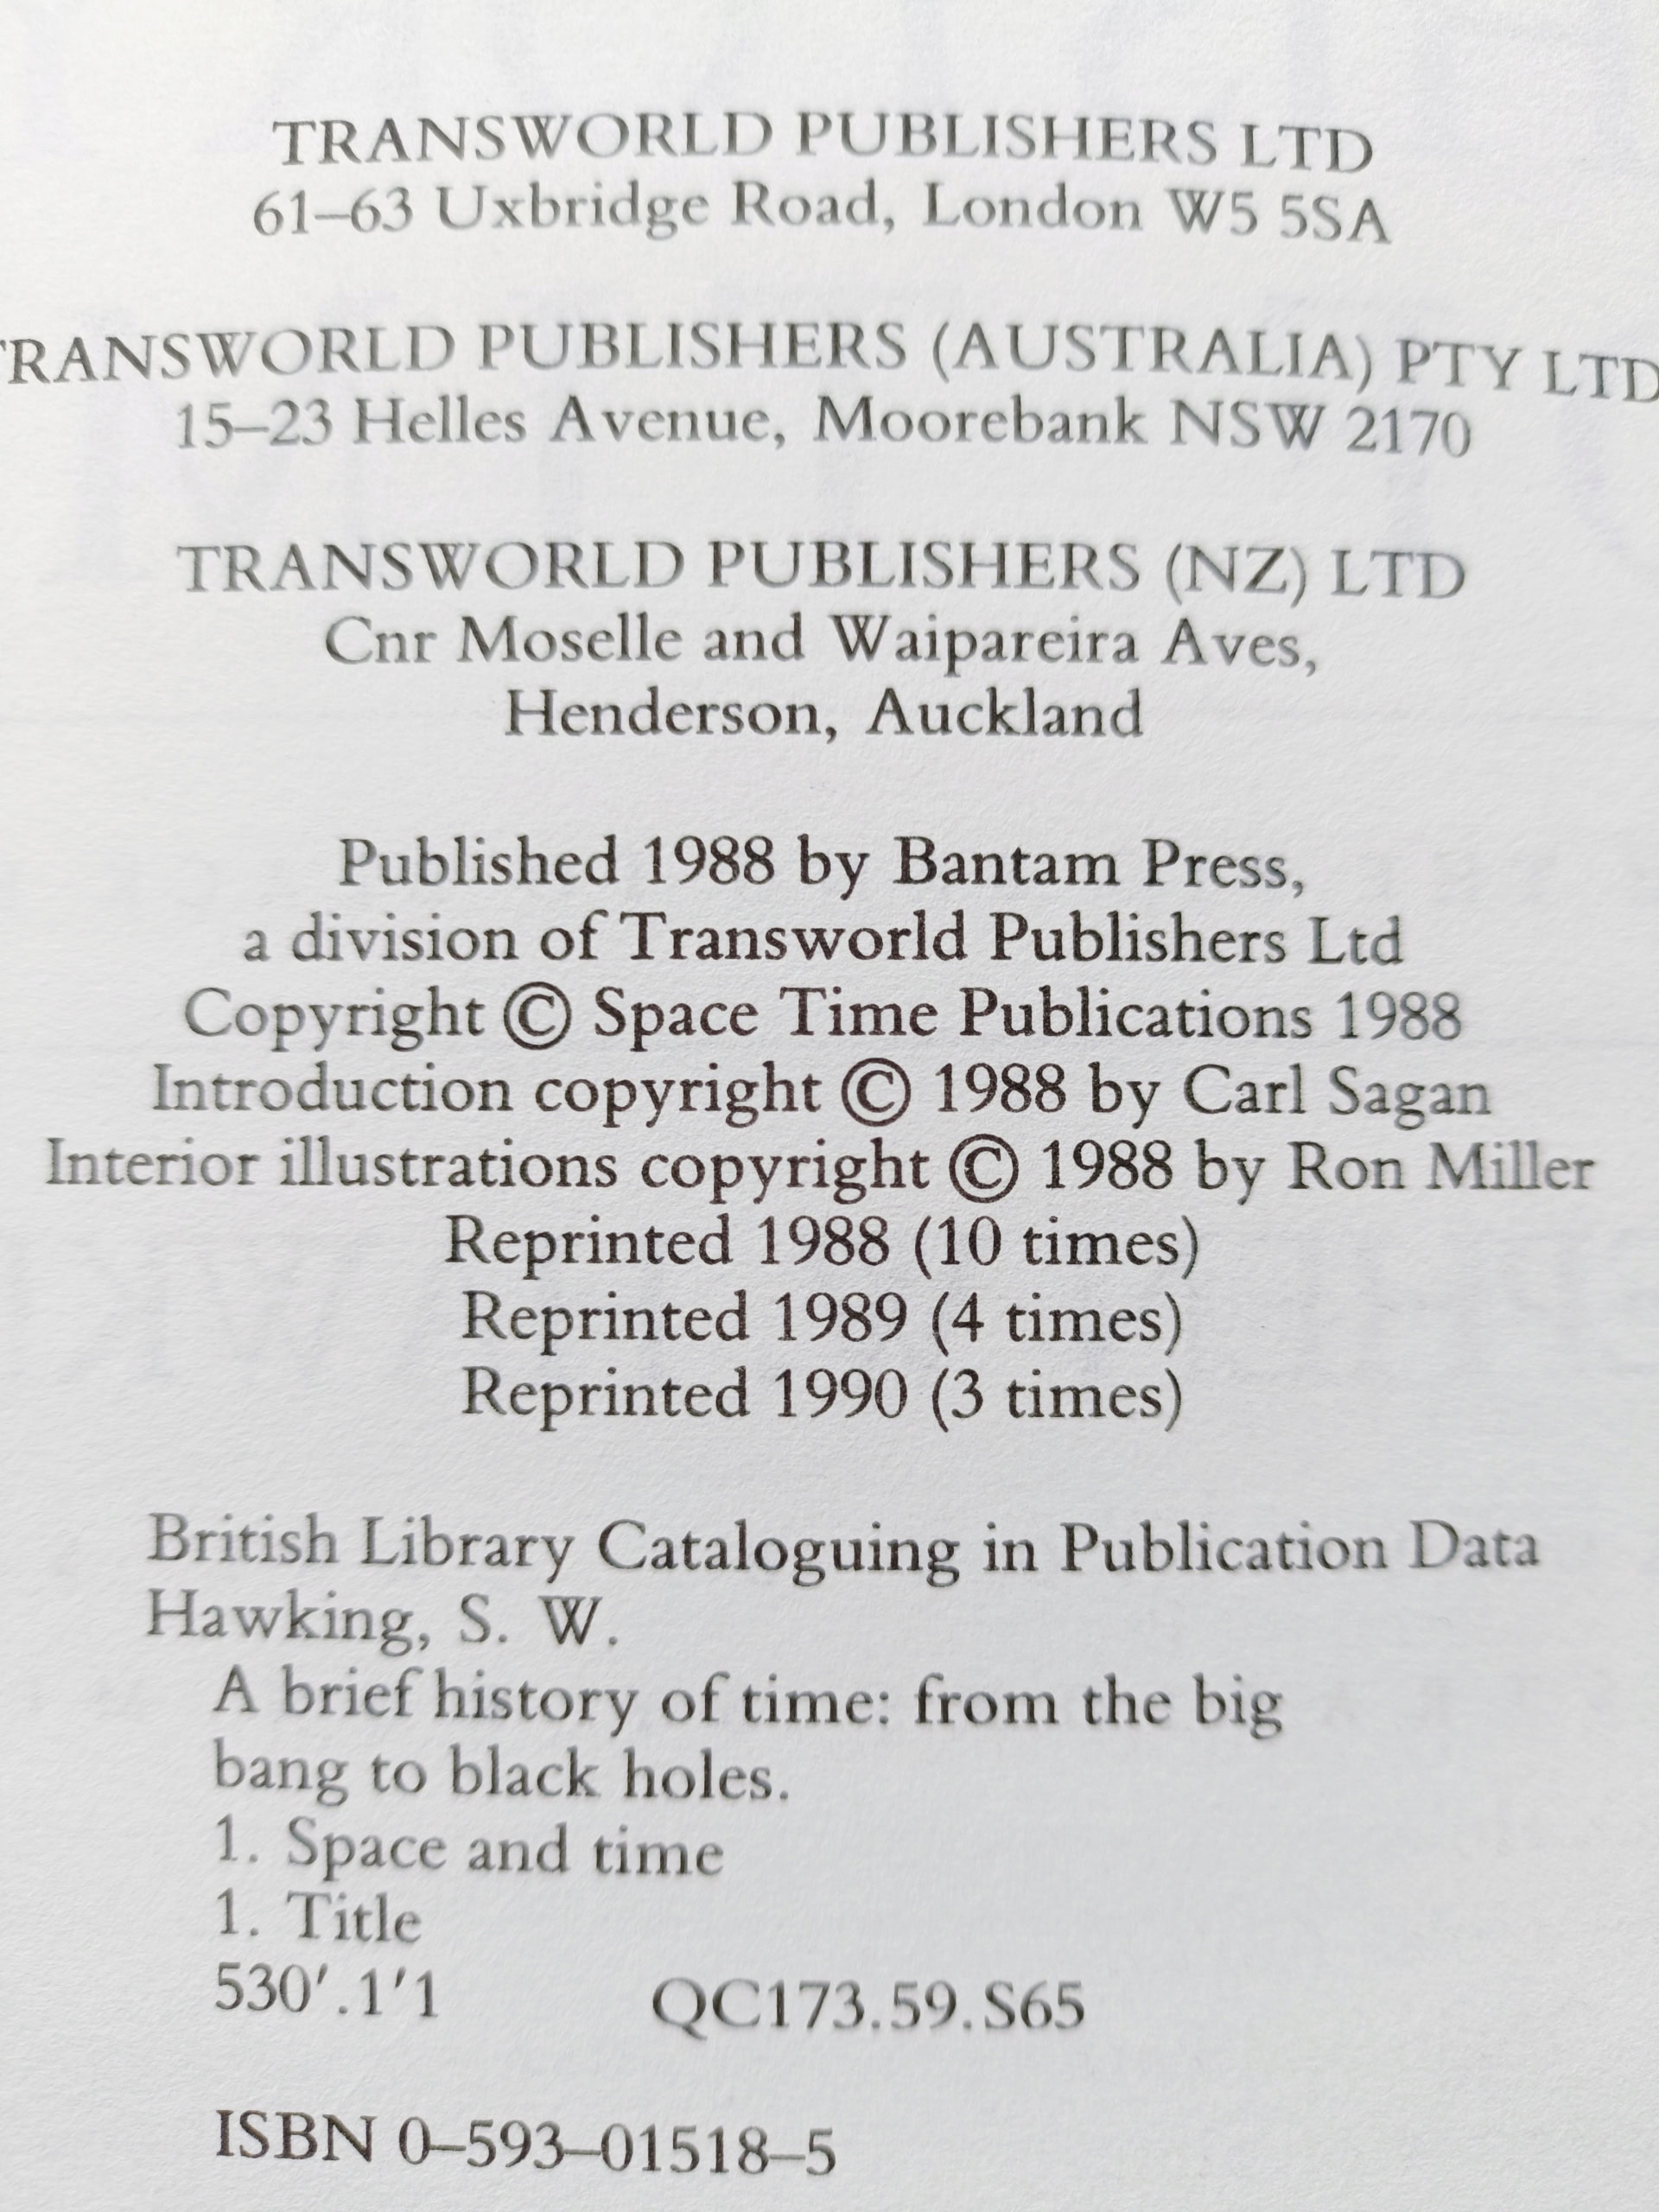 TRANSWORLD PUBLISHERS LTD
61–63 Uxbridge Road, London W5 5SA
TRANSWORLD PUBLISHERS (AUSTRALIA) PTY LTD
15–23 Helles Avenue, Moorebank NSW 2170
TRANSWORLD PUBLISHERS (NZ) LTD
Cnr Moselle and Waipareira Aves,
Henderson, Auckland
Published 1988 by Bantam Press,
a division of Transworld Publishers Ltd
Copyright © Space Time Publications 1988
Introduction copyright © 1988 by Carl Sagan
Interior illustrations copyright © 1988 by Ron Miller
Reprinted 1988 (10 times)
Reprinted 1989 (4 times)
Reprinted 1990 (3 times)
British Library Cataloguing in Publication Data
Hawking, S. W.
A brief history of time: from the big
bang to black holes.
1. Space and time
1. Title
530′.1′1 QC173.59.S65
ISBN 0–593–01518–5